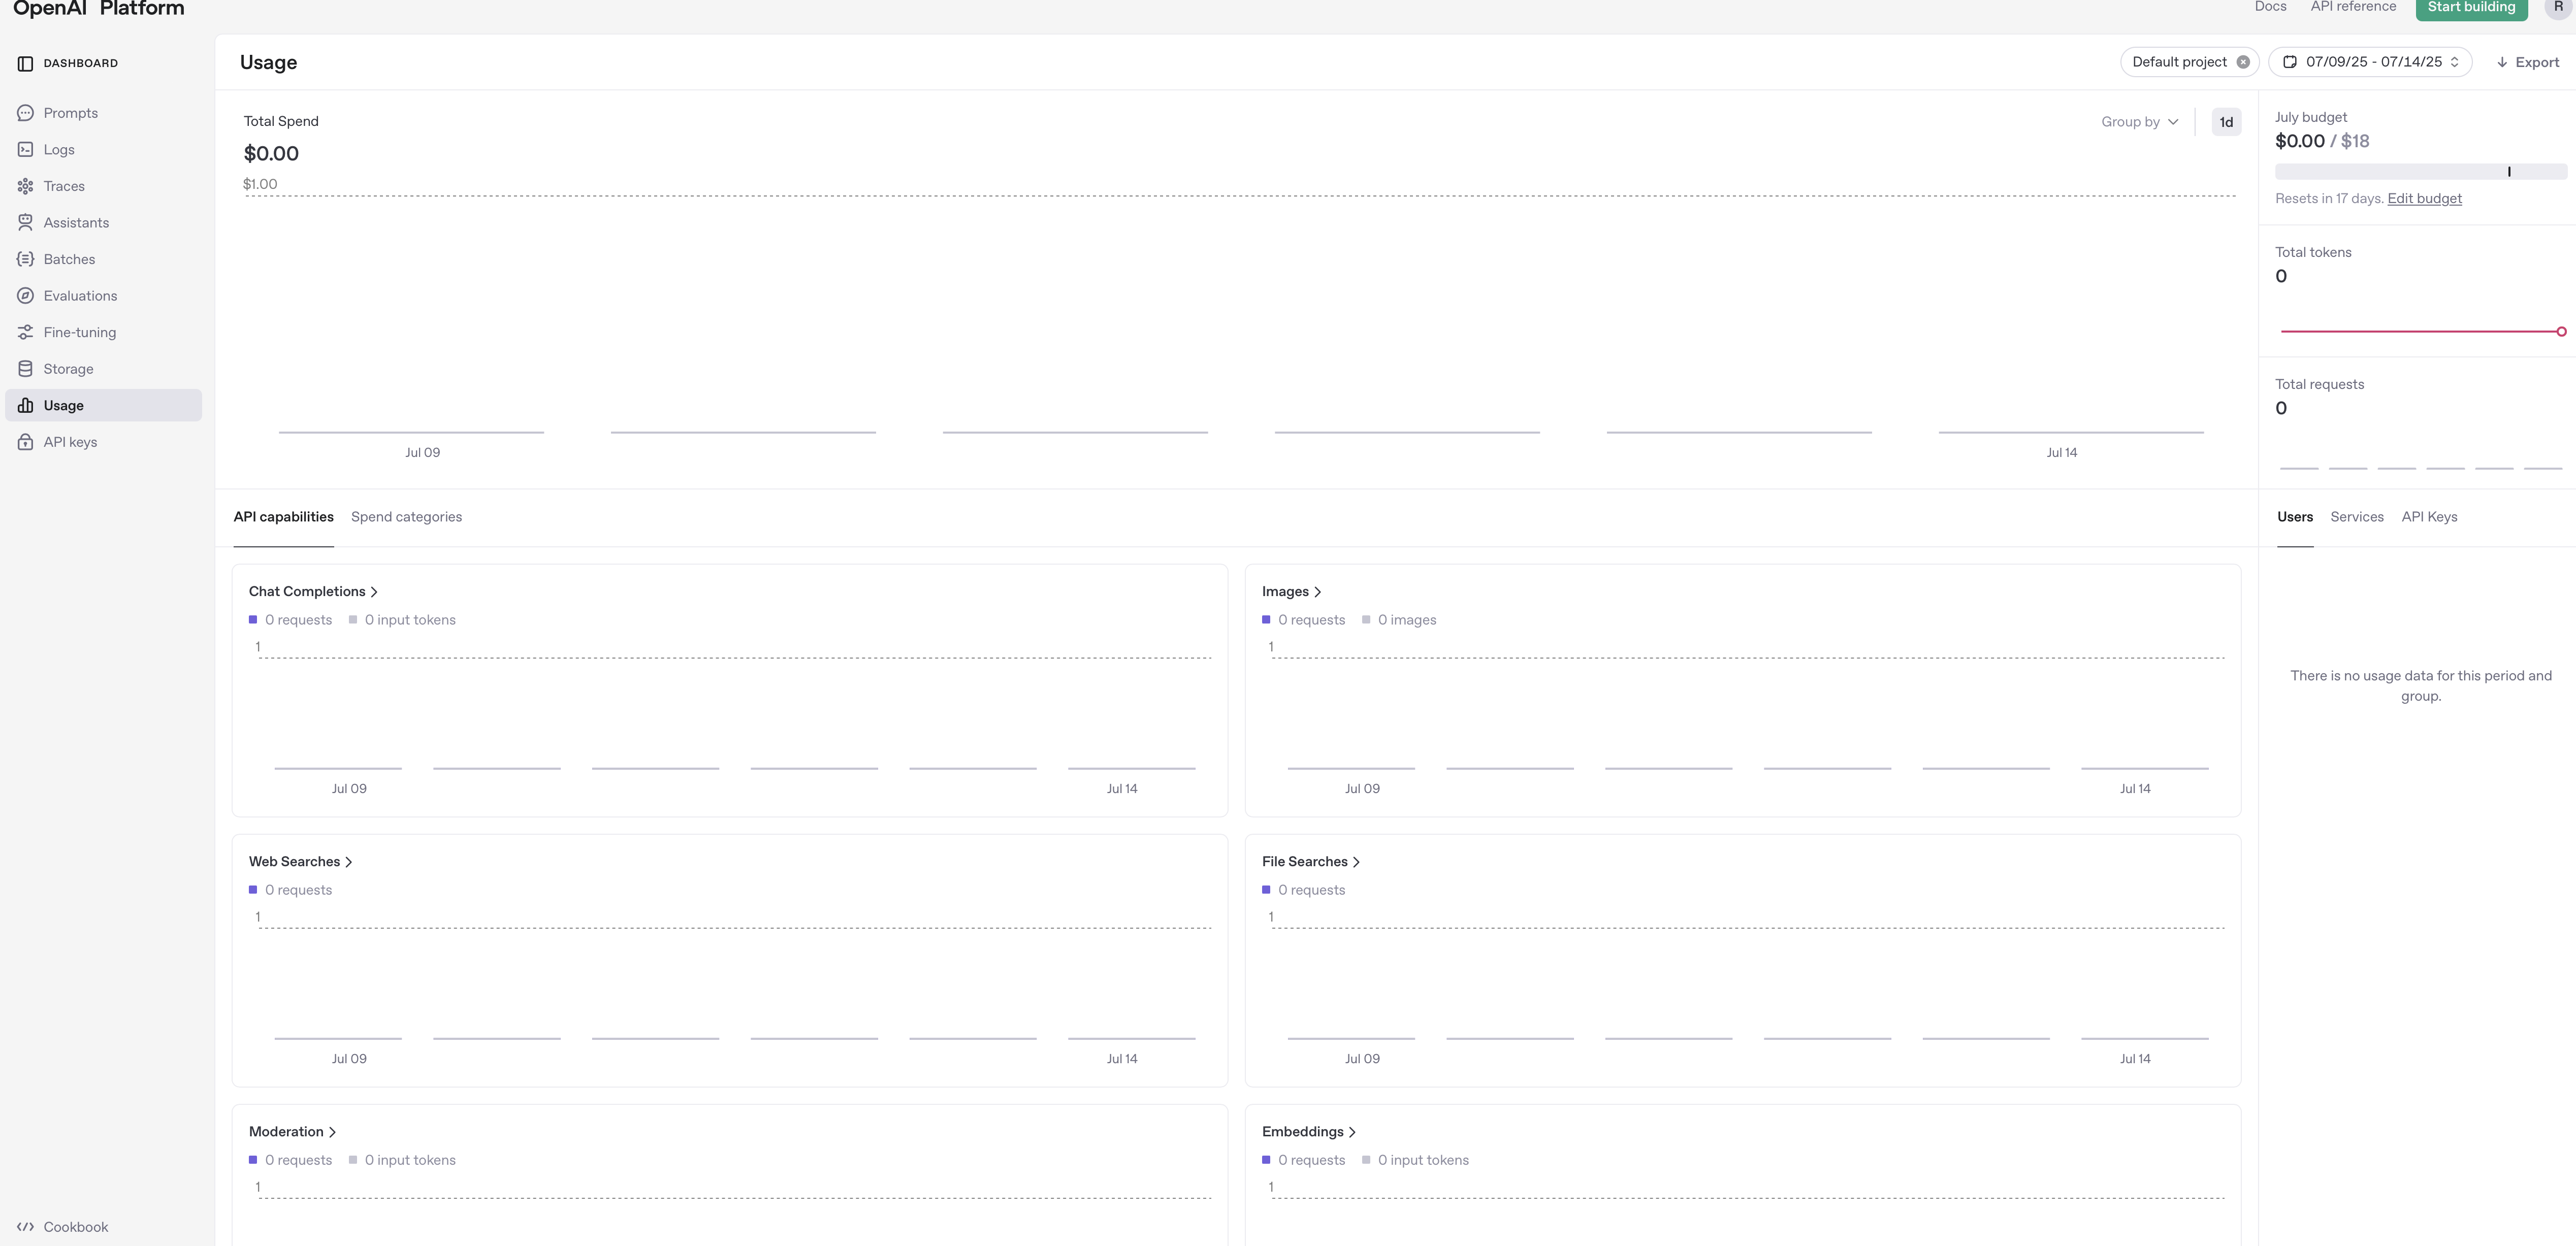 OpenAI Platform
Docs
API reference
Start building
R
DASHBOARD
Prompts
Logs
Traces
Assistants
Batches
Evaluations
Fine-tuning
Storage
Usage
API keys
Cookbook
Usage
Default project
07/09/25 - 07/14/25
Export
Total Spend
$0.00
Group by
1d
$1.00
Jul 09
Jul 14
July budget
$0.00 / $18
Resets in 17 days. Edit budget
Total tokens
0
Total requests
0
API capabilities
Spend categories
Users
Services
API Keys
There is no usage data for this period and
group.
Chat Completions
0 requests
0 input tokens
1
Jul 09
Jul 14
Images
0 requests
0 images
1
Jul 09
Jul 14
Web Searches
0 requests
1
Jul 09
Jul 14
File Searches
0 requests
1
Jul 09
Jul 14
Moderation
0 requests
0 input tokens
1
Embeddings
0 requests
0 input tokens
1